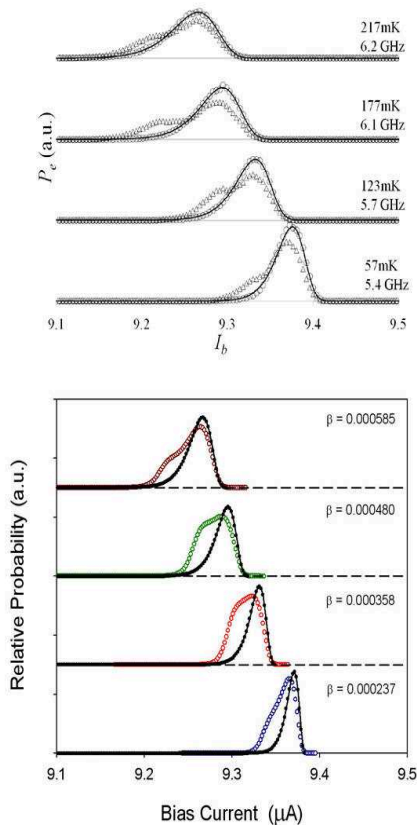 217mK
6.2 GHz
177mK
6.1 GHz
123mK
5.7 GHz
57mK
5.4 GHz
P_e (a.u.)
9.1 9.2 9.3 9.4 9.5
I_b
β = 0.000585
β = 0.000480
β = 0.000358
β = 0.000237
Relative Probability (a.u.)
9.1 9.2 9.3 9.4 9.5
Bias Current (μA)